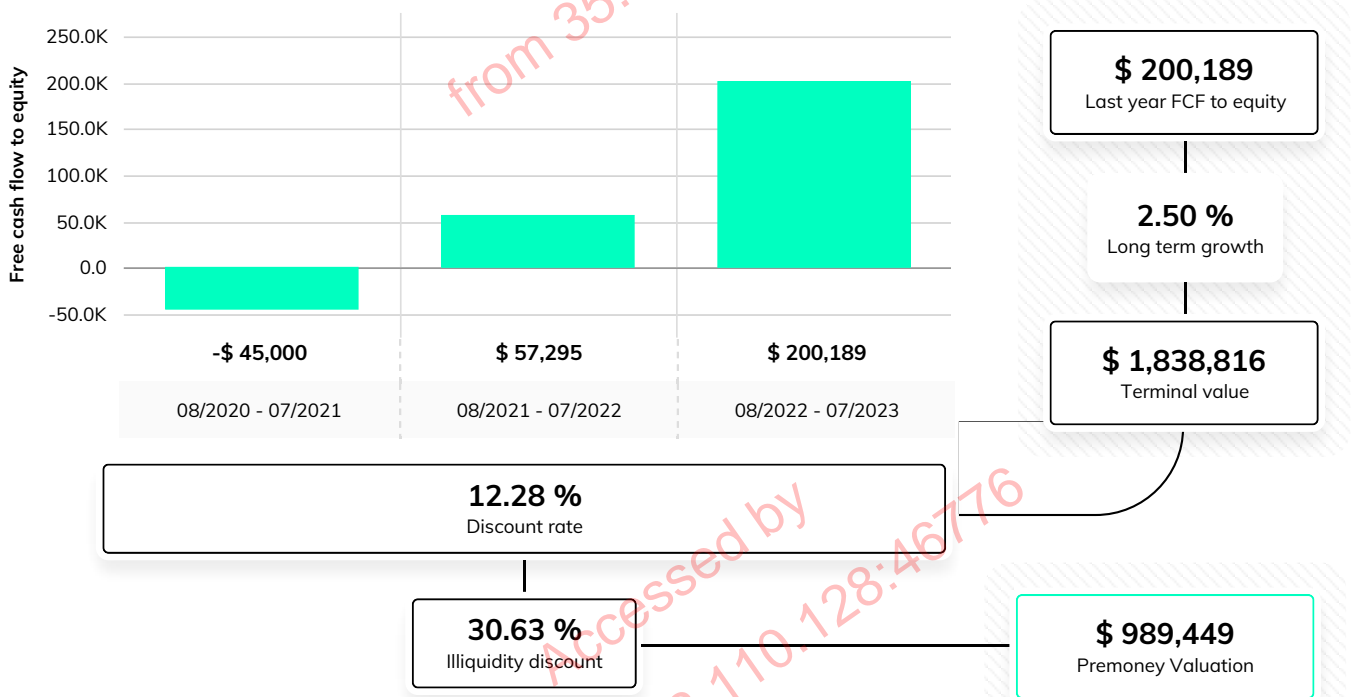 Free cash flow to equity
250.0K
200.0K
150.0K
100.0K
50.0K
0.0
-50.0K
-$ 45,000
$ 57,295
$ 200,189
08/2020 - 07/2021
08/2021 - 07/2022
08/2022 - 07/2023
$ 200,189
Last year FCF to equity
2.50 %
Long term growth
$ 1,838,816
Terminal value
12.28 %
Discount rate
30.63 %
Illiquidity discount
$ 989,449
Premoney Valuation
from 35.
Accessed by
.110.128:46776